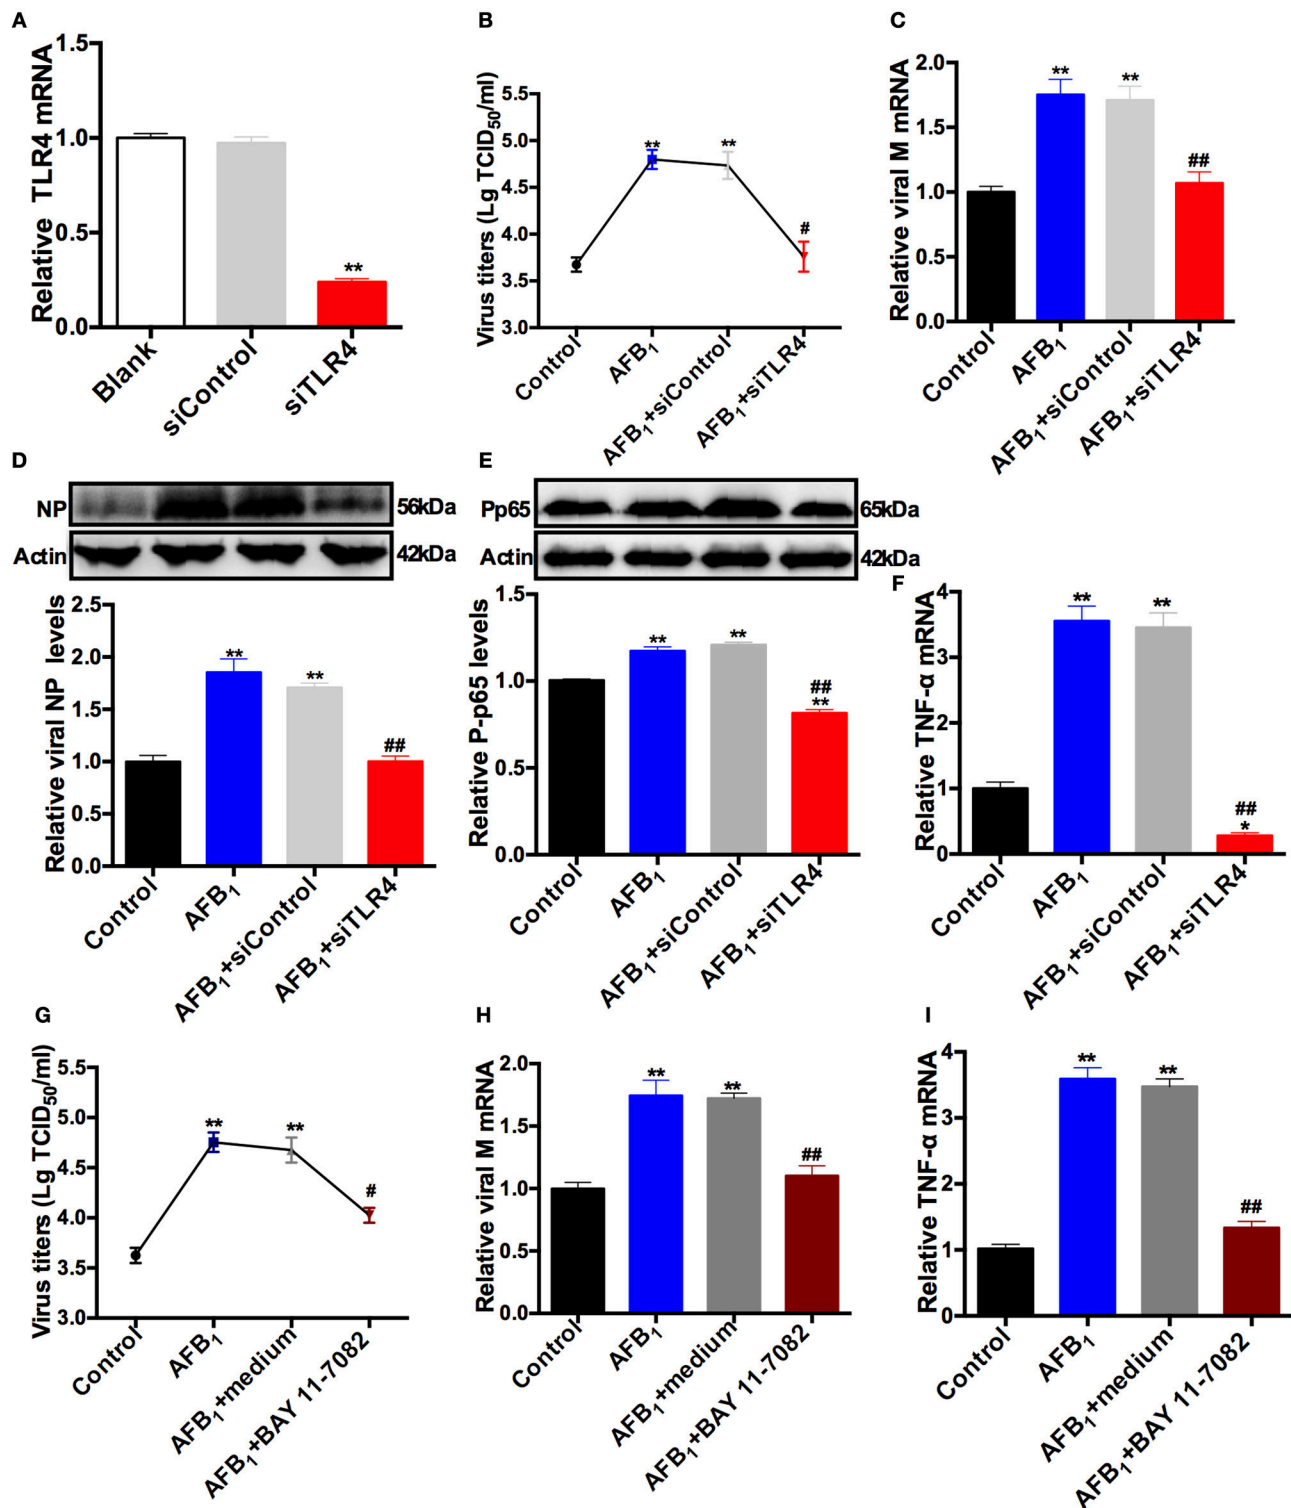 A
Relative TLR4 mRNA
1.5
1.0
0.5
0.0
**
Blank
siControl
siTLR4
B
Virus titers (Lg TCID50/ml)
5.5
5.0
4.5
4.0
3.5
3.0
**
**
#
Control
AFB1
AFB1+siControl
AFB1+siTLR4
C
Relative viral M mRNA
2.0
1.5
1.0
0.5
0.0
**
**
##
Control
AFB1
AFB1+siControl
AFB1+siTLR4
D
NP
56kDa
Actin
42kDa
Relative viral NP levels
2.5
2.0
1.5
1.0
0.5
0.0
**
**
##
Control
AFB1
AFB1+siControl
AFB1+siTLR4
E
Pp65
65kDa
Actin
42kDa
Relative P-p65 levels
1.5
1.0
0.5
0.0
**
**
##
**
Control
AFB1
AFB1+siControl
AFB1+siTLR4
F
Relative TNF-α mRNA
4
3
2
1
0
**
**
##
*
Control
AFB1
AFB1+siControl
AFB1+siTLR4
G
Virus titers (Lg TCID50/ml)
5.5
5.0
4.5
4.0
3.5
3.0
**
**
#
Control
AFB1
AFB1+medium
AFB1+BAY 11-7082
H
Relative viral M mRNA
2.0
1.5
1.0
0.5
0.0
**
**
##
Control
AFB1
AFB1+medium
AFB1+BAY 11-7082
I
Relative TNF-α mRNA
4
3
2
1
0
**
**
##
Control
AFB1
AFB1+medium
AFB1+BAY 11-7082